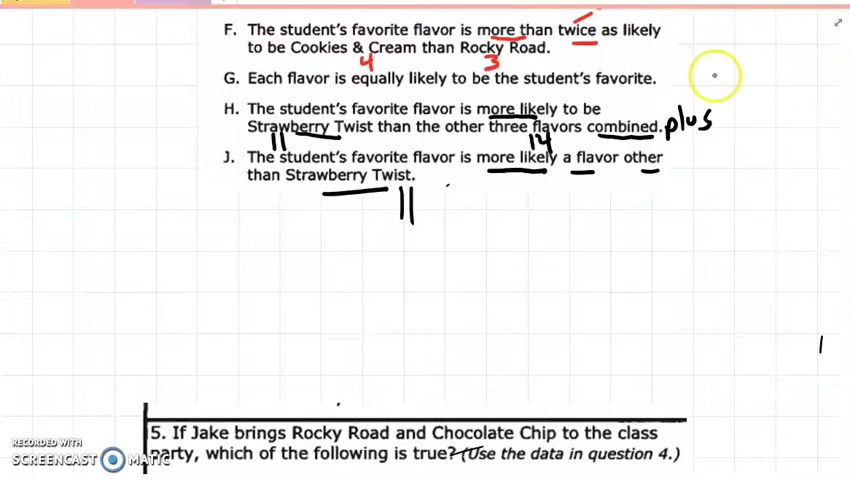 F. The student's favorite flavor is more than twice as likely
to be Cookies & Cream than Rocky Road.
4 3
G. Each flavor is equally likely to be the student's favorite.
H. The student's favorite flavor is more likely to be
Strawberry Twist than the other three flavors combined. plus
11 14
J. The student's favorite flavor is more likely a flavor other
than Strawberry Twist.
11
1
5. If Jake brings Rocky Road and Chocolate Chip to the class
party, which of the following is true? (Use the data in question 4.)
RECORDED WITH
SCREENCAST MATIC